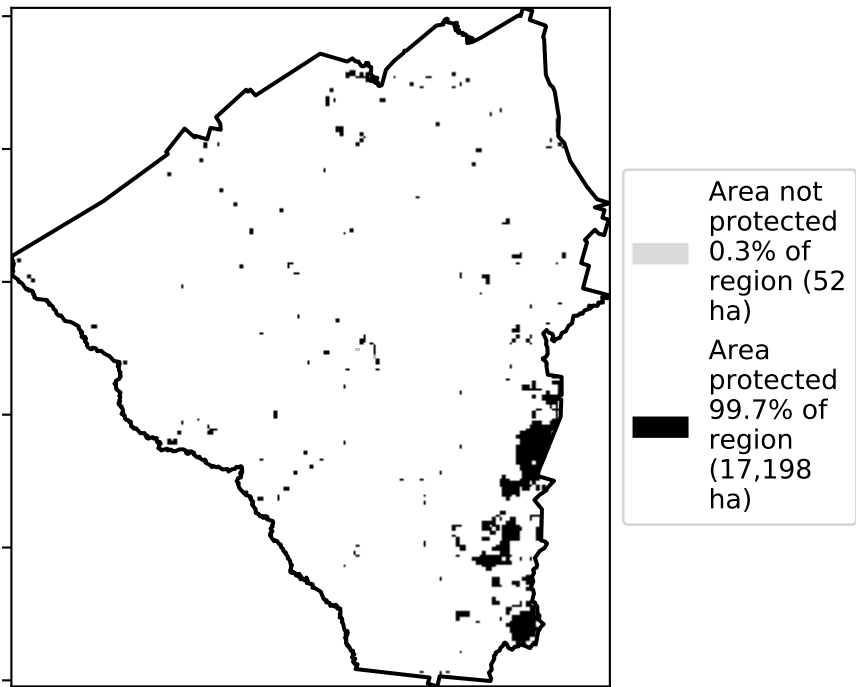 Area not
protected
0.3% of
region (52
ha)
Area
protected
99.7% of
region
(17,198
ha)